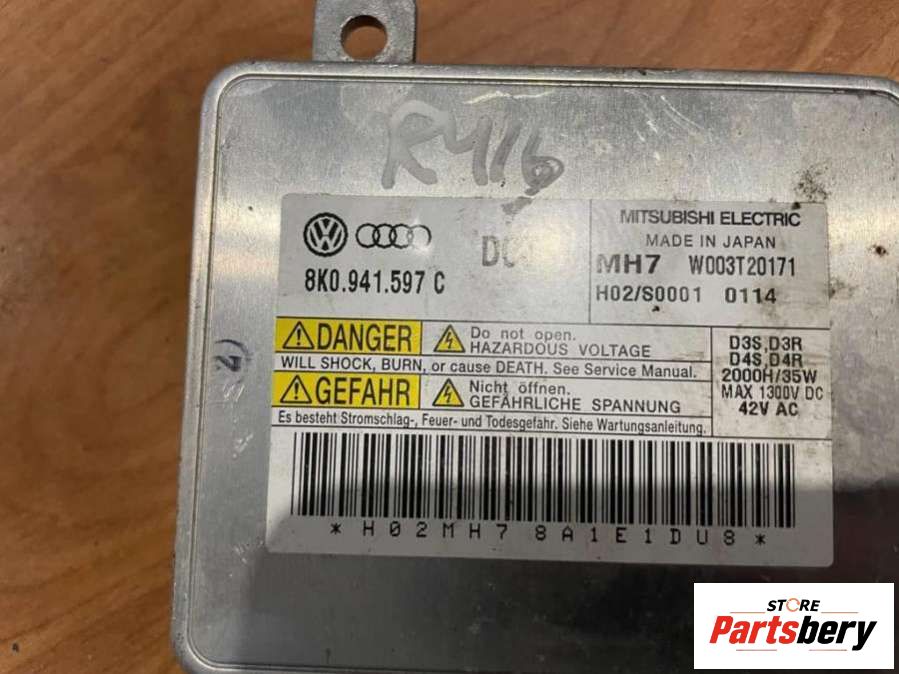 R416
MITSUBISHI ELECTRIC
MADE IN JAPAN
8K0.941.597 C
MH7 W003T20171
H02/S0001 0114
DANGER
Do not open.
HAZARDOUS VOLTAGE
WILL SHOCK, BURN, or cause DEATH. See Service Manual.
GEFAHR
Nicht öffnen.
GEFÄHRLICHE SPANNUNG
Es besteht Stromschlag-, Feuer- und Todesgefahr. Siehe Wartungsanleitung.
D3S,D3R
D4S,D4R
2000H/35W
MAX 1300V DC
42V AC
*H02MH78A1E1DU8*
STORE
Partsbery